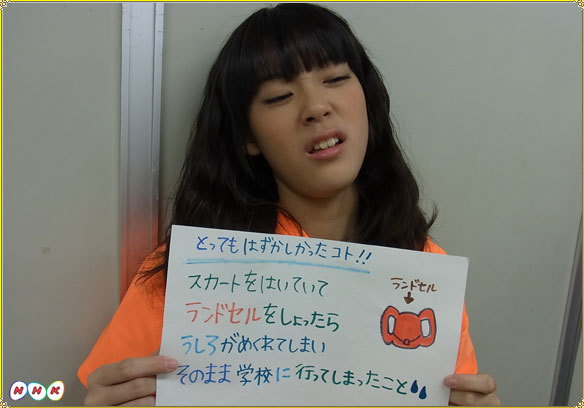 とってもはずかしかったコト!!
スカートをはいていて
ランドセルをしょったら
うしろがめくれてしまい
そのまま学校に行ってしまったこと
ランドセル
NHK